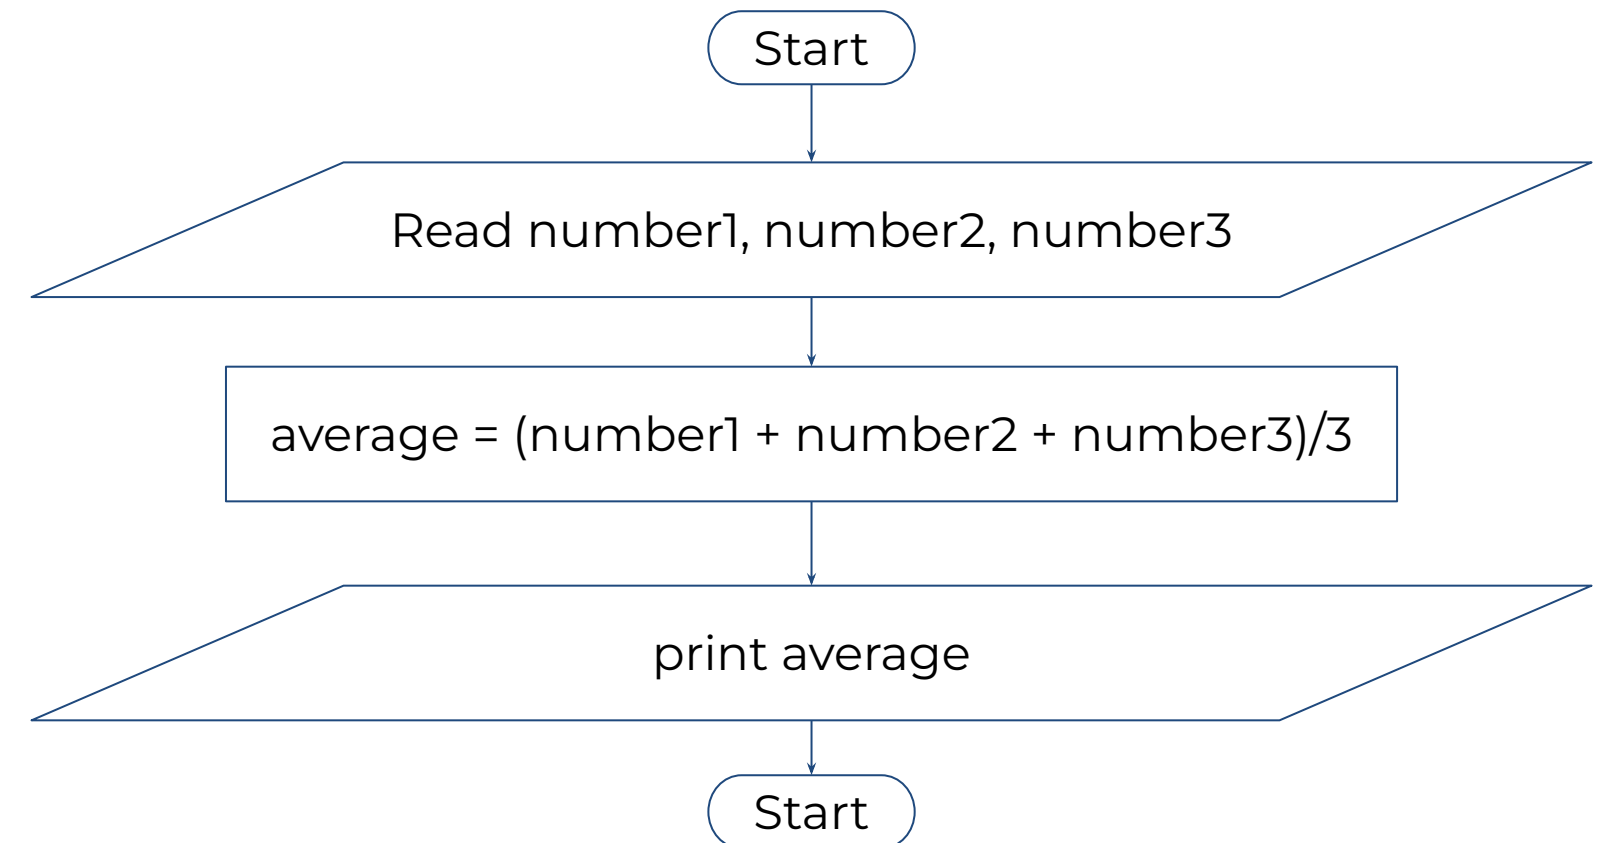 Start
Read number1, number2, number3
average = (number1 + number2 + number3)/3
print average
Start